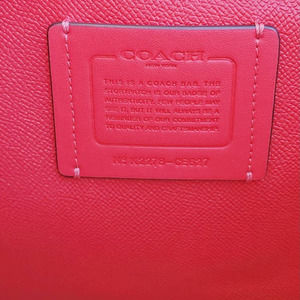 COACH
NEW YORK
THIS IS A COACH BAG. THE
STORYPATCH IS OUR BADGE OF
AUTHENTICITY. FEW PEOPLE MAY
SEE IT, BUT IT WILL ALWAYS BE A
REMINDER OF OUR COMMITMENT
TO QUALITY AND CRAFTSMANSHIP.